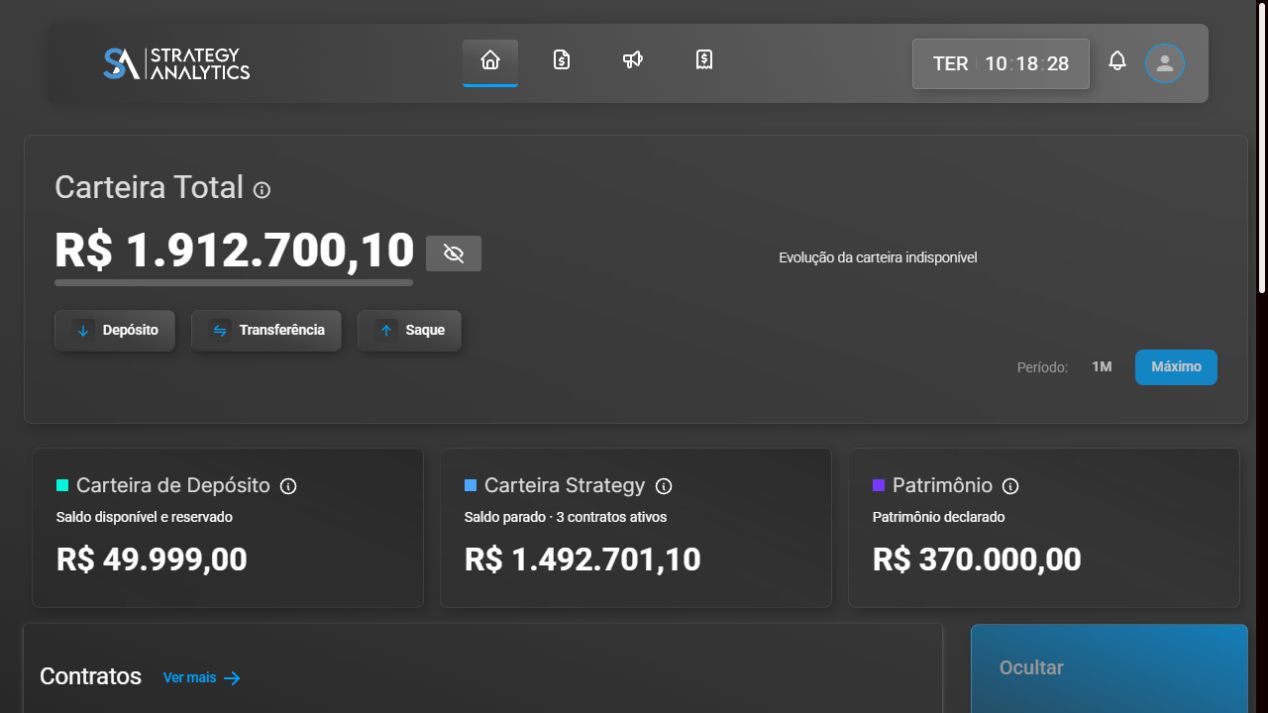 STRATEGY
ANALYTICS
TER 10:18:28
Carteira Total
R$ 1.912.700,10
Evolução da carteira indisponível
Depósito
Transferência
Saque
Período:
1M
Máximo
Carteira de Depósito
Saldo disponível e reservado
R$ 49.999,00
Carteira Strategy
Saldo parado · 3 contratos ativos
R$ 1.492.701,10
Patrimônio
Patrimônio declarado
R$ 370.000,00
Contratos
Ver mais
Ocultar